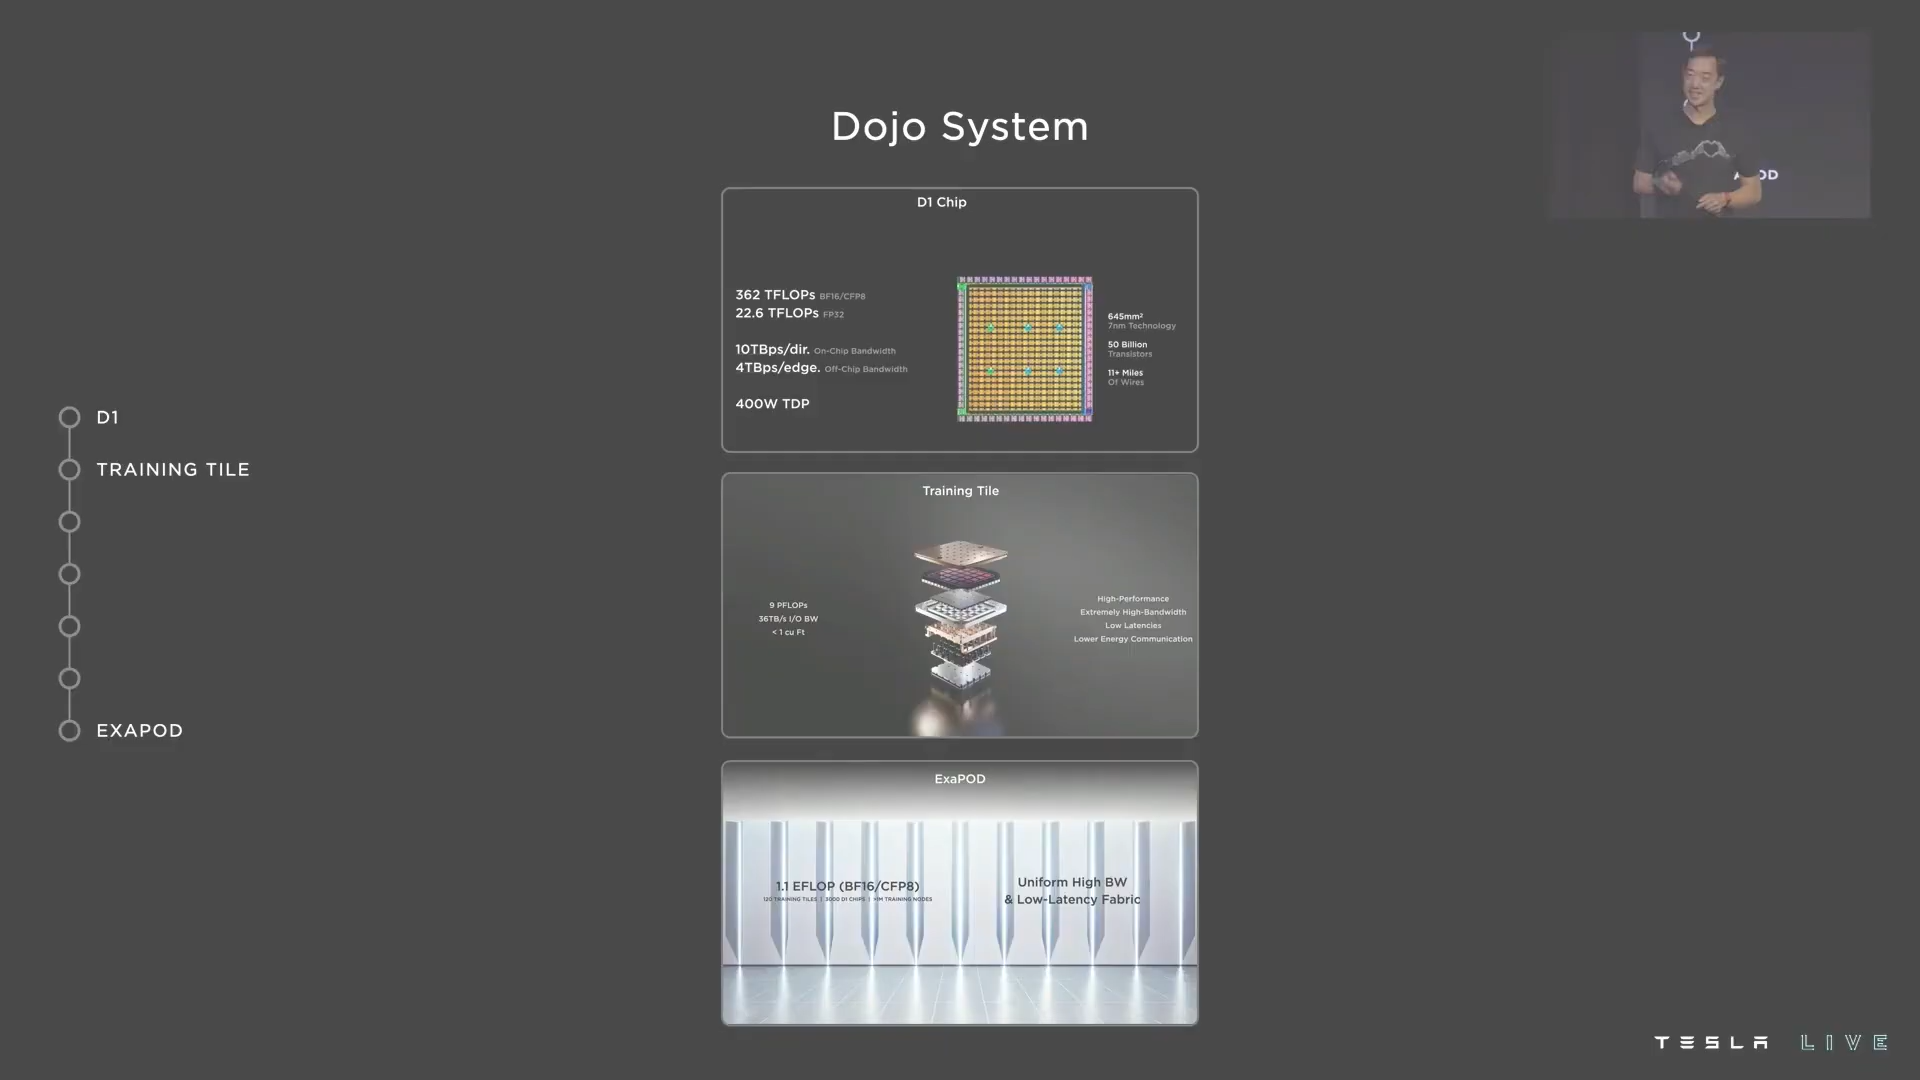 Dojo System
D1 Chip
362 TFLOPs BF16/CFP8
22.6 TFLOPs FP32
10TBps/dir. On-Chip Bandwidth
4TBps/edge. Off-Chip Bandwidth
400W TDP
645mm²
7nm Technology
50 Billion
Transistors
11+ Miles
Of Wires
D1
TRAINING TILE
EXAPOD
Training Tile
9 PFLOPs
36TB/s I/O BW
< 1 cu Ft
High-Performance
Extremely High-Bandwidth
Low Latencies
Lower Energy Communication
ExaPOD
1.1 EFLOP (BF16/CFP8)
120 TRAINING TILES | 3000 D1 CHIPS | >1M TRAINING NODES
Uniform High BW
& Low-Latency Fabric
TESLA LIVE